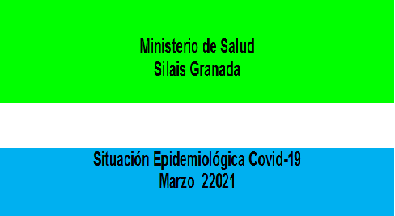 Ministerio de Salud
Silais Granada
Situación Epidemiológica Covid-19
Marzo 22021